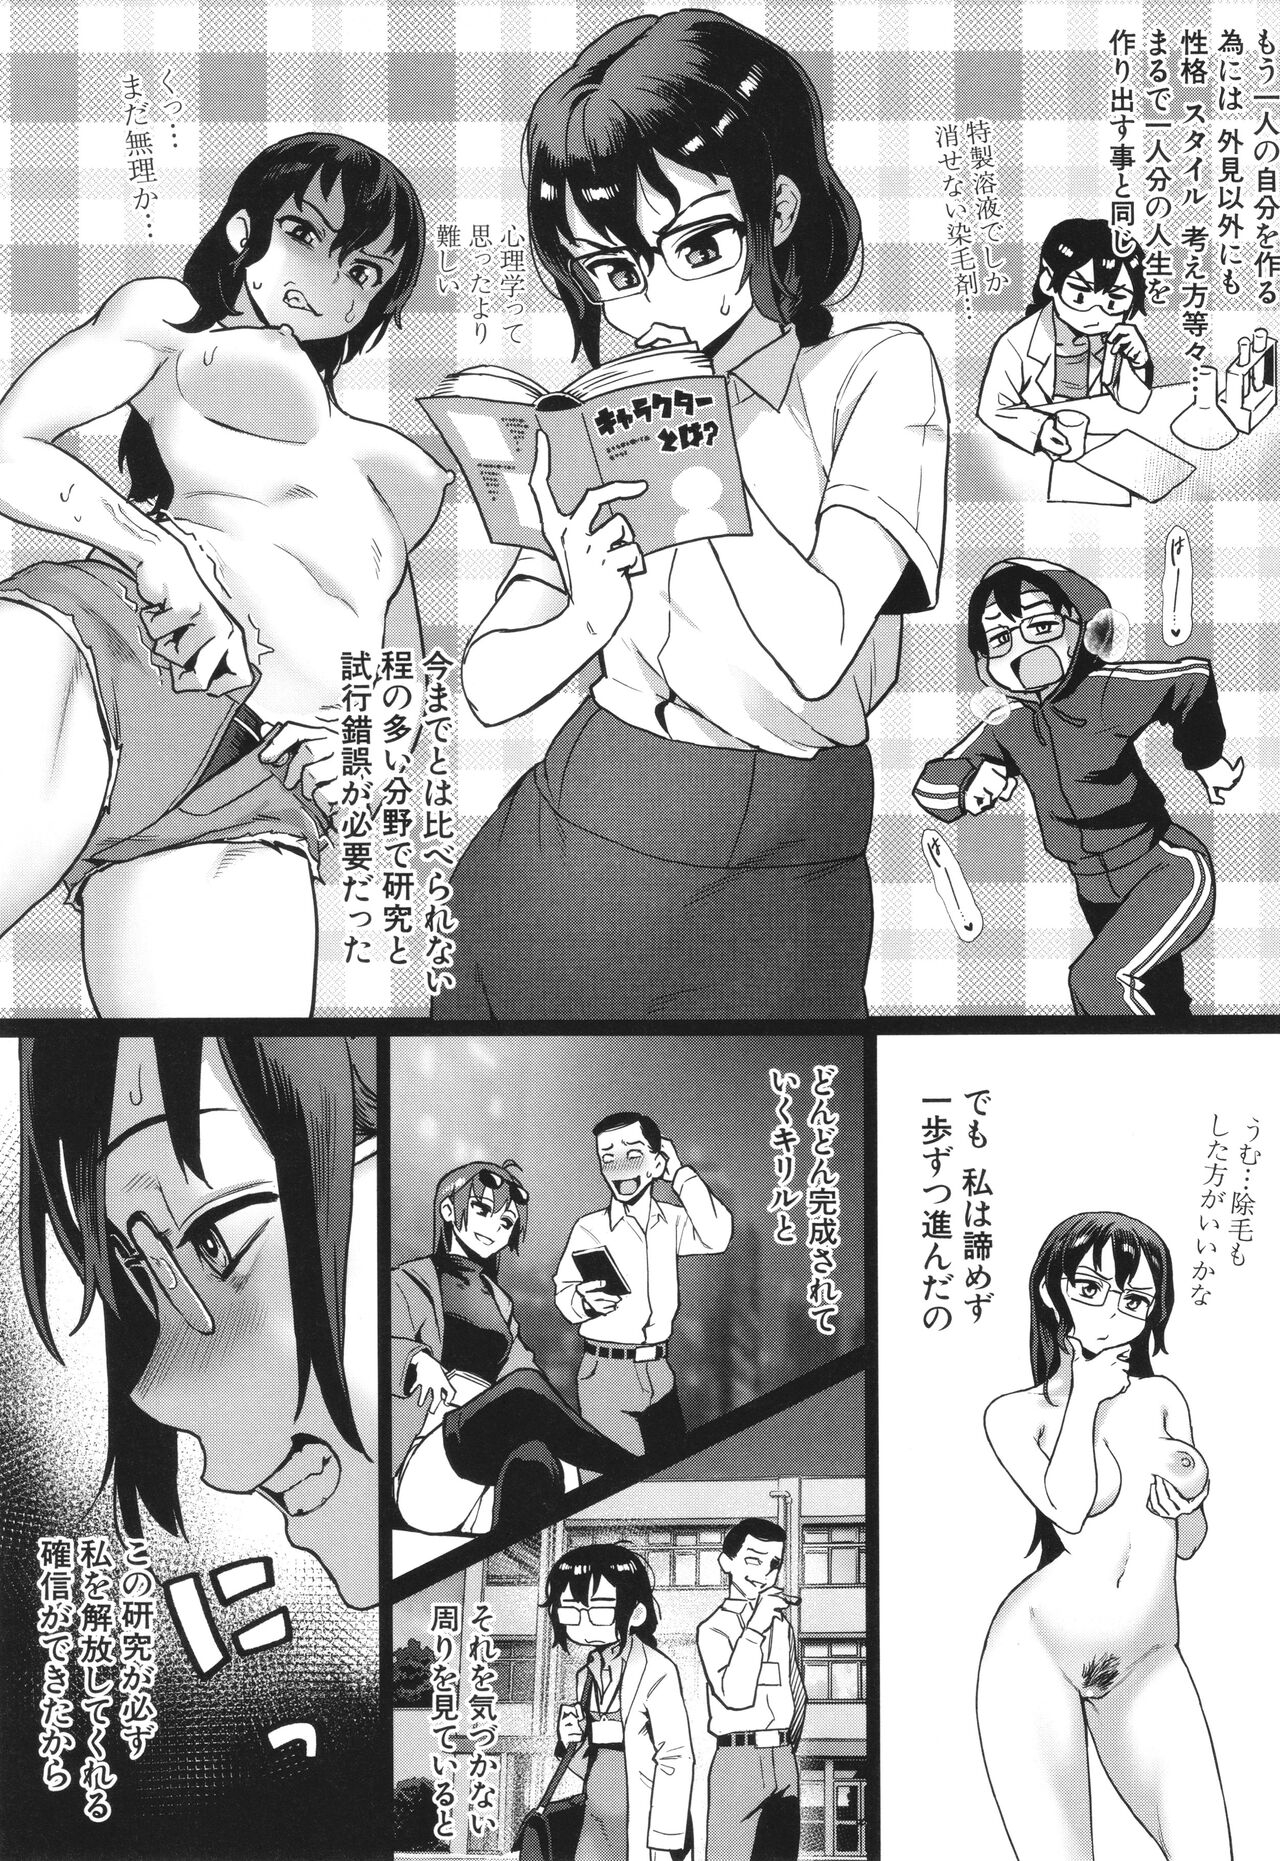 もう一人の自分を作る
為には 外見以外にも
性格 スタイル 考え方等々……
まるで一人分の人生を
作り出す事と同じ
特製溶液でしか
消せない染毛剤…
心理学って
思ったより
難しい
キャラクター
とは?
はー…♥
はー…♥
くっ…
まだ無理か…
今までとは比べられない
程の多い分野で研究と
試行錯誤が必要だった
うむ…除毛も
した方がいいかな
でも 私は諦めず
一歩ずつ進んだの
どんどん完成されて
いくキリルと
それを気づかない
周りを見ていると
この研究が必ず
私を解放してくれる
確信ができたから
にっ